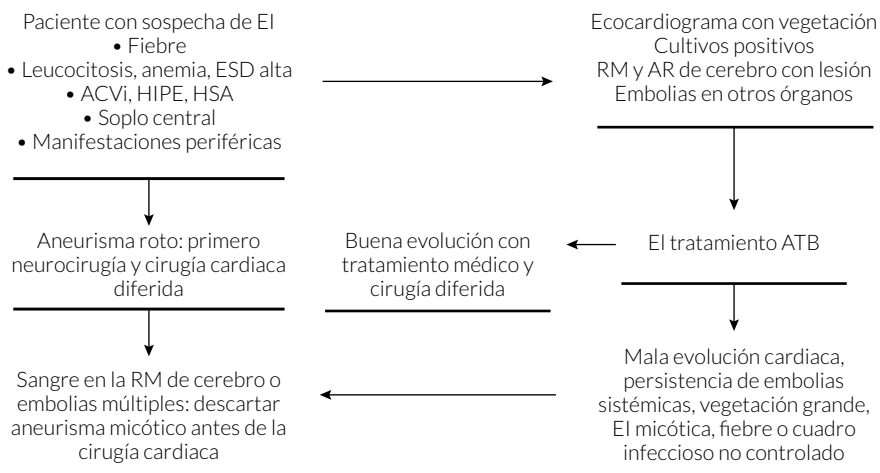 Paciente con sospecha de EI
• Fiebre
• Leucocitosis, anemia, ESD alta
• ACVi, HIPE, HSA
• Soplo central
• Manifestaciones periféricas
Ecocardiograma con vegetación
Cultivos positivos
RM y AR de cerebro con lesión
Embolias en otros órganos
Aneurisma roto: primero
neurocirugía y cirugía cardiaca
diferida
Buena evolución con
tratamiento médico y
cirugía diferida
El tratamiento ATB
Sangre en la RM de cerebro o
embolias múltiples: descartar
aneurisma micótico antes de la
cirugía cardiaca
Mala evolución cardiaca,
persistencia de embolias
sistémicas, vegetación grande,
EI micótica, fiebre o cuadro
infeccioso no controlado